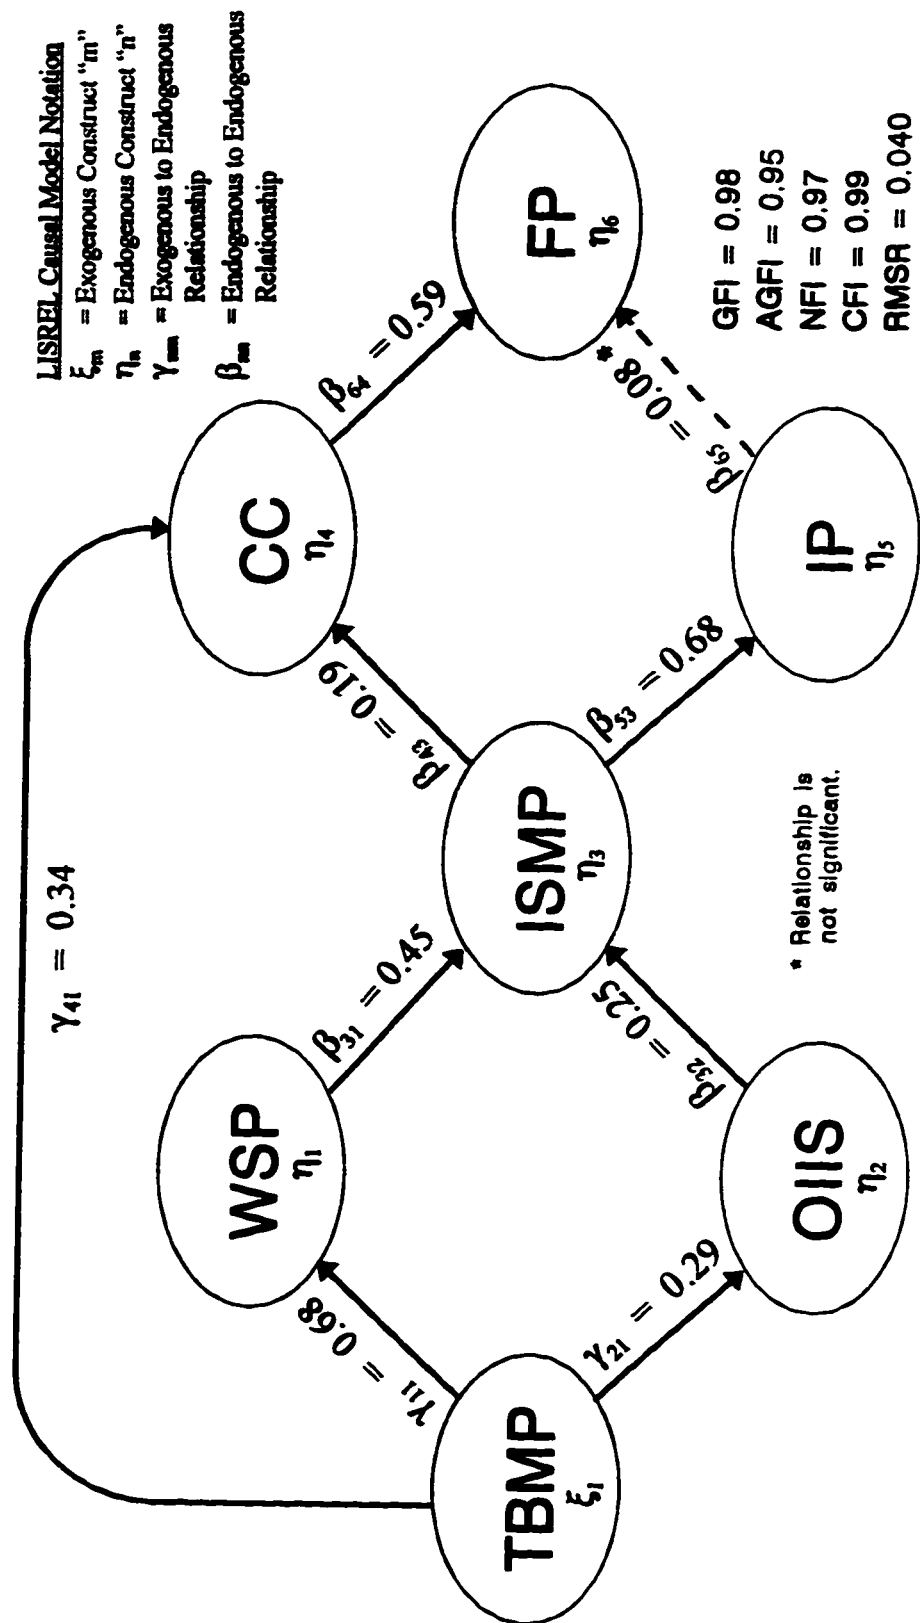 LISREL Causal Model Notation
ξₘ = Exogenous Construct "m"
ηₙ = Endogenous Construct "n"
γₙₘ = Exogenous to Endogenous
Relationship
βₙₙ = Endogenous to Endogenous
Relationship
γ₄₁ = 0.34
WSP
η₁
CC
η₄
γ₁₁ = 0.68
β₃₁ = 0.45
β₄₃ = 0.19
β₆₄ = 0.59
TBMP
ξ₁
ISMP
η₃
FP
η₆
γ₂₁ = 0.29
β₃₂ = 0.25
β₅₃ = 0.68
β₆₅ = 0.08 *
OIIS
η₂
IP
η₅
* Relationship is
not significant.
GFI = 0.98
AGFI = 0.95
NFI = 0.97
CFI = 0.99
RMSR = 0.040